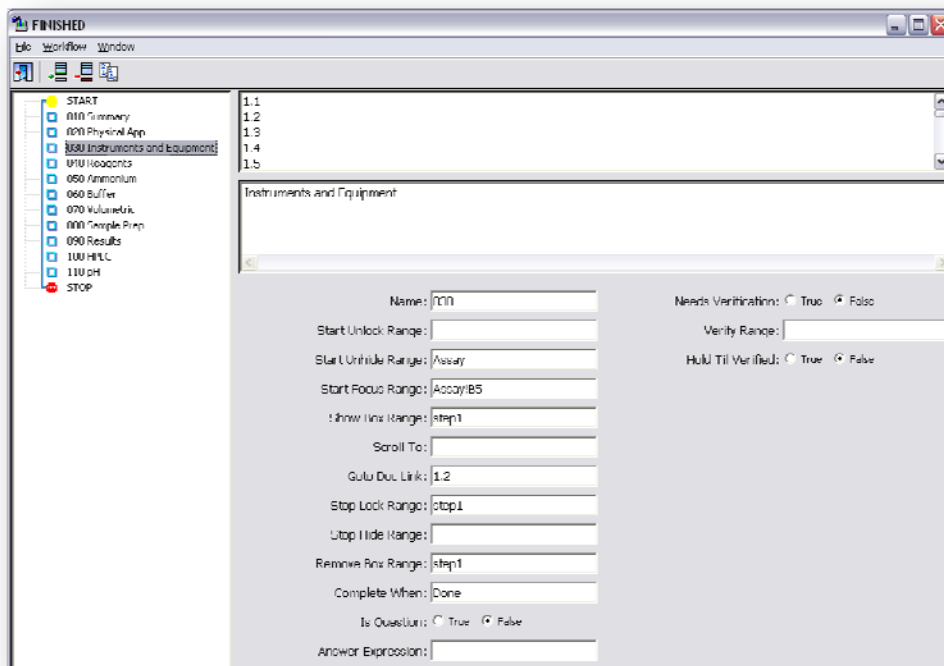 FINISHED
File Workflow Window
START
010 Summary
020 Physical App
030 Instruments and Equipment
040 Reagents
050 Ammonium
060 Buffer
070 Volumetric
080 Sample Prep
090 Results
100 HPLC
110 pH
STOP
1.1
1.2
1.3
1.4
1.5
Instruments and Equipment
Name: 030
Start Unlock Range:
Start Unhide Range: Assay
Start Focus Range: Assay!B5
Show Box Range: step1
Scroll To:
Goto Doc Link: 1.2
Stop Lock Range: step1
Stop Hide Range:
Remove Box Range: step1
Complete When: Done
Is Question: True False
Answer Expression:
Needs Verification: True False
Verify Range:
Hold Til Verified: True False